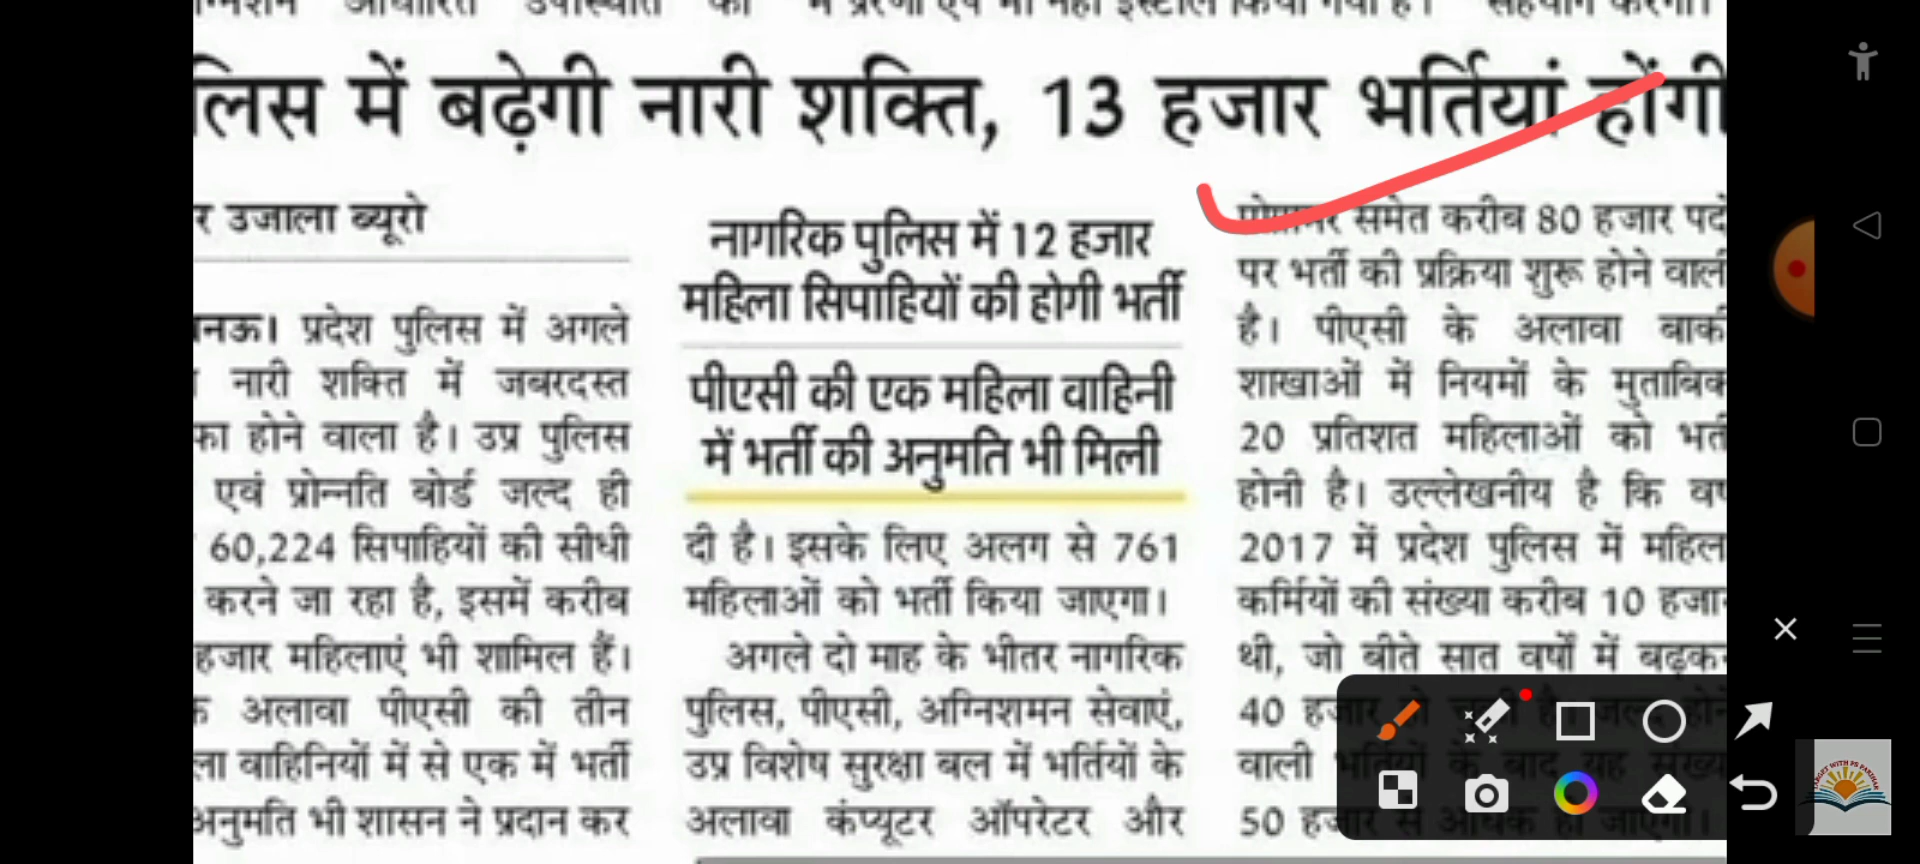 लिस में बढ़ेगी नारी शक्ति, 13 हजार भर्तियां होंगी
र उजाला ब्यूरो
नऊ। प्रदेश पुलिस में अगले
नारी शक्ति में जबरदस्त
फा होने वाला है। उप्र पुलिस
एवं प्रोन्नति बोर्ड जल्द ही
60,224 सिपाहियों की सीधी
करने जा रहा है, इसमें करीब
हजार महिलाएं भी शामिल हैं।
अलावा पीएसी की तीन
ला वाहिनियों में से एक में भर्ती
अनुमति भी शासन ने प्रदान कर
नागरिक पुलिस में 12 हजार
महिला सिपाहियों की होगी भर्ती
पीएसी की एक महिला वाहिनी
में भर्ती की अनुमति भी मिली
दी है। इसके लिए अलग से 761
महिलाओं को भर्ती किया जाएगा।
अगले दो माह के भीतर नागरिक
पुलिस, पीएसी, अग्निशमन सेवाएं,
उप्र विशेष सुरक्षा बल में भर्तियों के
अलावा कंप्यूटर ऑपरेटर और
समेत करीब 80 हजार पदों
पर भर्ती की प्रक्रिया शुरू होने वाली
है। पीएसी के अलावा बाकी
शाखाओं में नियमों के मुताबिक
20 प्रतिशत महिलाओं को भर्ती
होनी है। उल्लेखनीय है कि वर्ष
2017 में प्रदेश पुलिस में महिला
कर्मियों की संख्या करीब 10 हजार
थी, जो बीते सात वर्षों में बढ़कर
40 हजार
वाली भर्तियों के बाद यह
50 हजार से अधिक हो जाएगी।